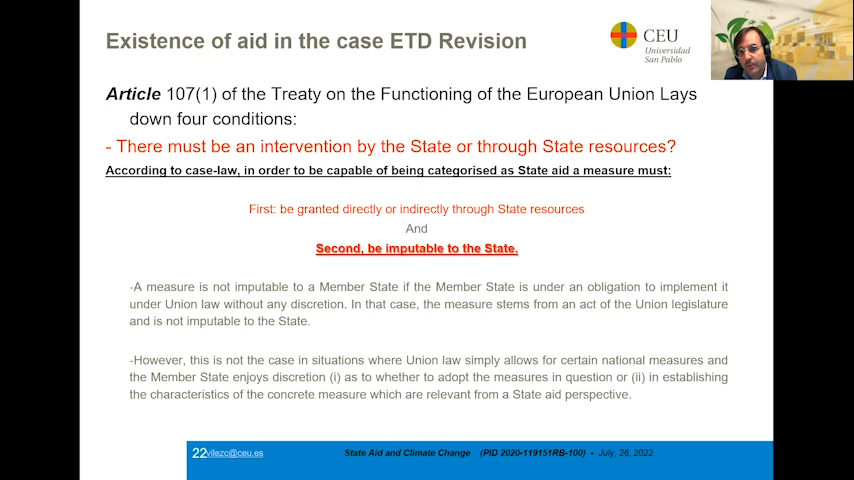 Existence of aid in the case ETD Revision
CEU
Universidad
San Pablo
Article 107(1) of the Treaty on the Functioning of the European Union Lays
down four conditions:
- There must be an intervention by the State or through State resources?
According to case-law, in order to be capable of being categorised as State aid a measure must:
First: be granted directly or indirectly through State resources
And
Second, be imputable to the State.
-A measure is not imputable to a Member State if the Member State is under an obligation to implement it
under Union law without any discretion. In that case, the measure stems from an act of the Union legislature
and is not imputable to the State.
-However, this is not the case in situations where Union law simply allows for certain national measures and
the Member State enjoys discretion (i) as to whether to adopt the measures in question or (ii) in establishing
the characteristics of the concrete measure which are relevant from a State aid perspective.
22vilezc@ceu.es State Aid and Climate Change (PID 2020-119151RB-100) - July, 26, 2022